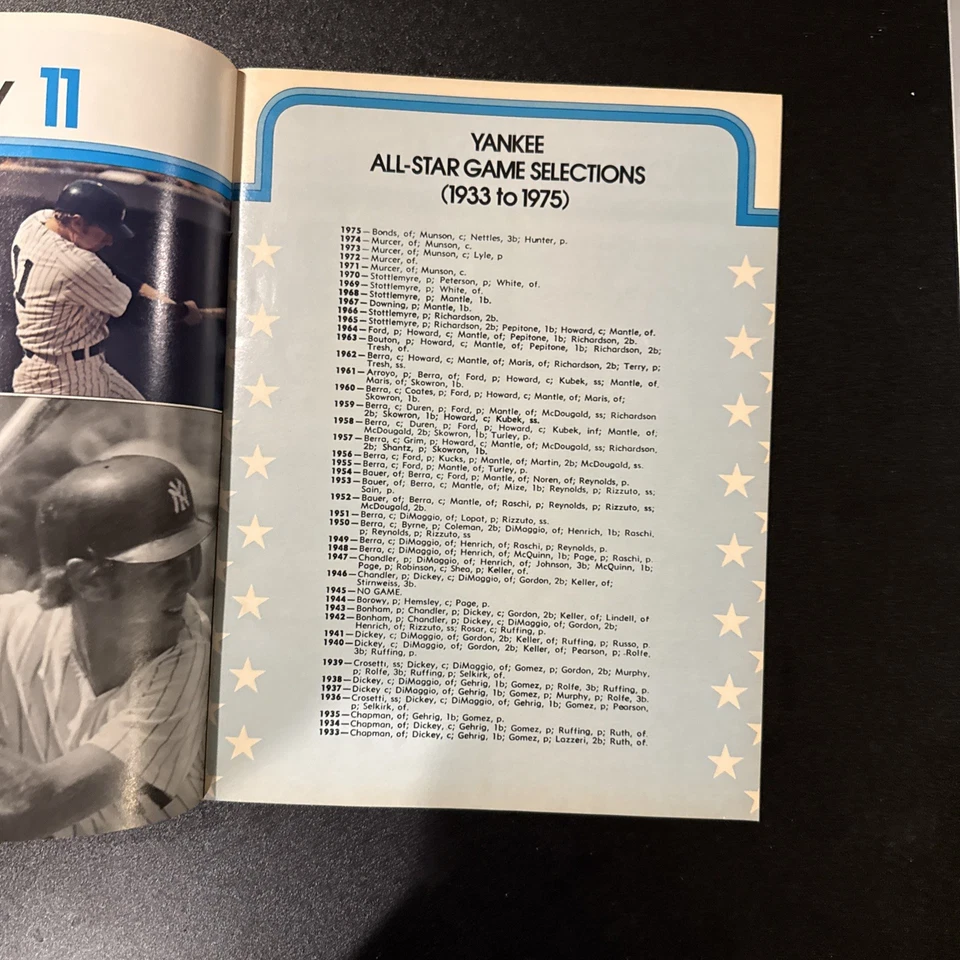 11
YANKEE
ALL-STAR GAME SELECTIONS
(1933 to 1975)
1975—Bonds, of; Munson, c; Nettles, 3b; Hunter, p.
1974—Murcer, of; Munson, c.
1973—Murcer, of; Munson, c; Lyle, p
1972—Murcer, of.
1971—Murcer, of; Munson, c.
1970—Stottlemyre, p; Peterson, p; White, of.
1969—Stottlemyre, p; White, of.
1968—Stottlemyre, p; Mantle, 1b.
1967—Downing, p; Mantle, 1b.
1966—Stottlemyre, p; Richardson, 2b.
1965—Stottlemyre, p; Richardson, 2b; Pepitone, 1b; Howard, c; Mantle, of.
1964—Ford, p; Howard, c; Mantle, of; Pepitone, 1b; Richardson, 2b.
1963—Bouton, p; Howard, c; Mantle, of; Pepitone, 1b; Richardson, 2b;
Tresh, of.
1962—Berra, c; Howard, c; Mantle, of; Maris, of; Richardson, 2b; Terry, p;
Tresh, ss.
1961—Arroyo, p; Berra, of; Ford, p; Howard, c; Kubek, ss; Mantle, of.
Maris, of; Skowron, 1b.
1960—Berra, c; Coates, p; Ford, p; Howard, c; Mantle, of; Maris, of;
Skowron, 1b.
1959—Berra, c; Duren, p; Ford, p; Mantle, of; McDougald, ss; Richardson
2b; Skowron, 1b; Howard, c; Kubek, ss.
1958—Berra, c; Duren, p; Ford, p; Howard, c; Kubek, inf; Mantle, of;
McDougald, 2b; Skowron, 1b; Turley, p.
1957—Berra, c; Grim, p; Howard, c; Mantle, of; McDougald, ss; Richardson,
2b; Shantz, p; Skowron, 1b.
1956—Berra, c; Ford, p; Kucks, p; Mantle, of; Martin, 2b; McDougald, ss.
1955—Berra, c; Ford, p; Mantle, of; Turley, p.
1954—Bauer, of; Berra, c; Ford, p; Mantle, of; Noren, of; Reynolds, p.
1953—Bauer, of; Berra, c; Mantle, of; Mize, 1b; Reynolds, p; Rizzuto, ss;
Sain, p.
1952—Bauer, of; Berra, c; Mantle, of; Raschi, p; Reynolds, p; Rizzuto, ss;
McDougald, 2b.
1951—Berra, c; DiMaggio, of; Lopat, p; Rizzuto, ss.
1950—Berra, c; Byrne, p; Coleman, 2b; DiMaggio, of; Henrich, 1b; Raschi,
p; Reynolds, p; Rizzuto, ss
1949—Berra, c; DiMaggio, of; Henrich, of; Raschi, p; Reynolds, p.
1948—Berra, c; DiMaggio, of; Henrich, of; McQuinn, 1b; Page, p; Raschi, p.
1947—Chandler, p; DiMaggio, of; Henrich, of; Johnson, 3b; McQuinn, 1b;
Page, p; Robinson, c; Shea, p; Keller, of.
1946—Chandler, p; Dickey, c; DiMaggio, of; Gordon, 2b; Keller, of;
Stirnweiss, 3b.
1945—NO GAME.
1944—Borowy, p; Hemsley, c; Page, p.
1943—Bonham, p; Chandler, p; Dickey, c; Gordon, 2b; Keller, of; Lindell, of
1942—Bonham, p; Chandler, p; Dickey, c; DiMaggio, of; Gordon, 2b;
Henrich, of; Rizzuto, ss; Rosar, c; Ruffing, p.
1941—Dickey, c; DiMaggio, of; Gordon, 2b; Keller, of; Ruffing, p; Russo, p.
1940—Dickey, c; DiMaggio, of; Gordon, 2b; Keller, of; Pearson, p; Rolfe,
3b; Ruffing, p.
1939—Crosetti, ss; Dickey, c; DiMaggio, of; Gomez, p; Gordon, 2b; Murphy,
p; Rolfe, 3b; Ruffing, p; Selkirk, of.
1938—Dickey, c; DiMaggio, of; Gehrig, 1b; Gomez, p; Rolfe, 3b; Ruffing, p.
1937—Dickey c; DiMaggio, of; Gehrig, 1b; Gomez, p; Murphy, p; Rolfe, 3b.
1936—Crosetti, ss; Dickey, c; DiMaggio, of; Gehrig, 1b; Gomez, p; Pearson,
p; Selkirk, of.
1935—Chapman, of; Gehrig, 1b; Gomez, p.
1934—Chapman, of; Dickey, c; Gehrig, 1b; Gomez, p; Ruffing, p; Ruth, of.
1933—Chapman, of; Dickey, c; Gehrig, 1b; Gomez, p; Lazzeri, 2b; Ruth, of.